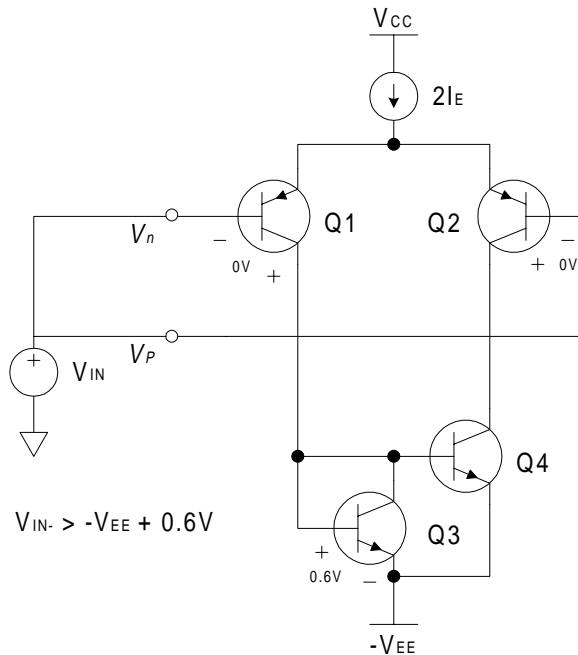 VCC
2IE
Vn
Q1
Q2
− 0V +
− 0V +
VP
+
VIN
Q4
VIN- > -VEE + 0.6V
Q3
+ 0.6V −
-VEE